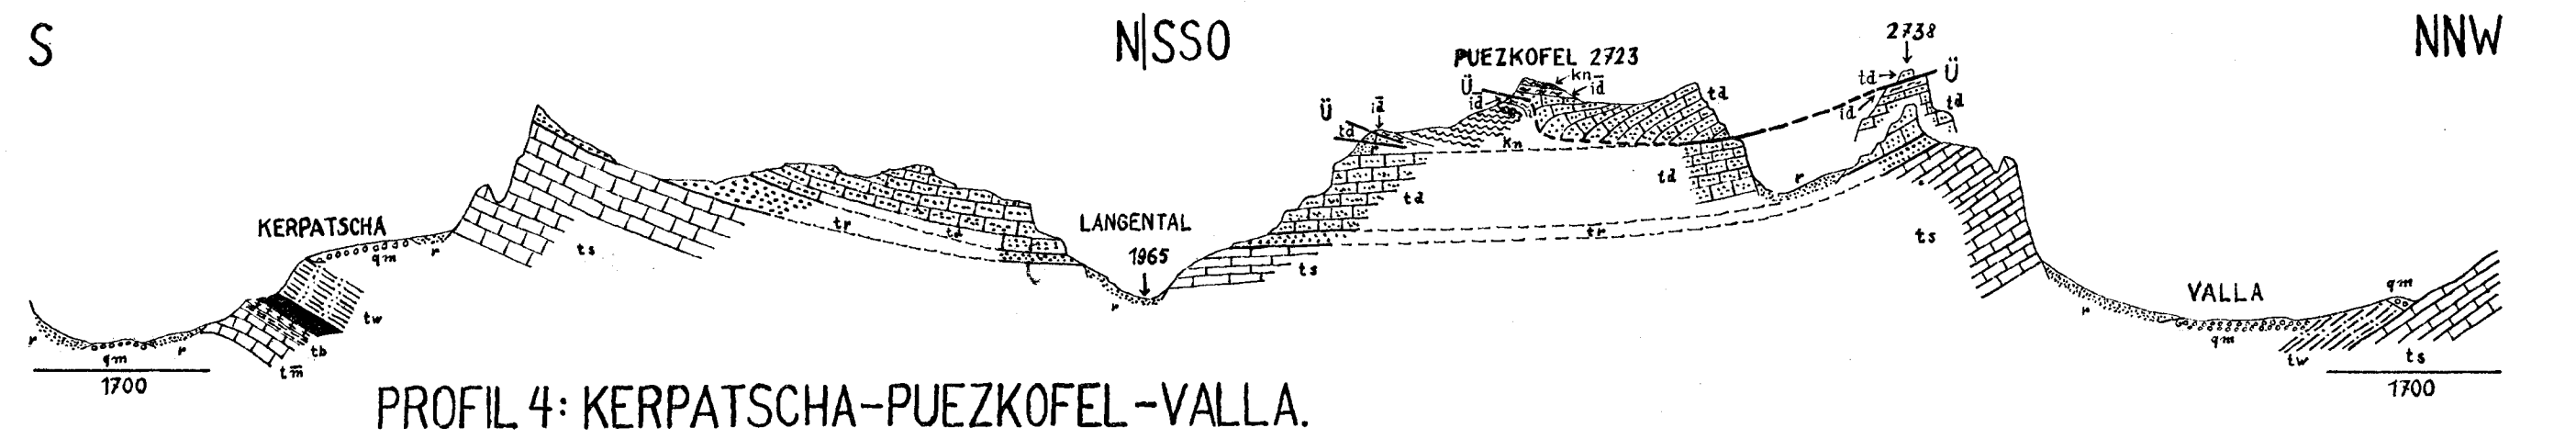 S
N|SSO
NNW
2738
PUEZKOFEL 2723
td
Ü
kn
Ü
id
id
td
td
Ü
id
td
id
r
kn
td
td
r
KERPATSCHA
LANGENTAL
1965
tr
td
tr
ts
qm
r
ts
ts
r
VALLA
qm
r
tw
r
qm
r
tb
tm̅
qm
tw
ts
1700
1700
PROFIL 4: KERPATSCHA-PUEZKOFEL-VALLA.